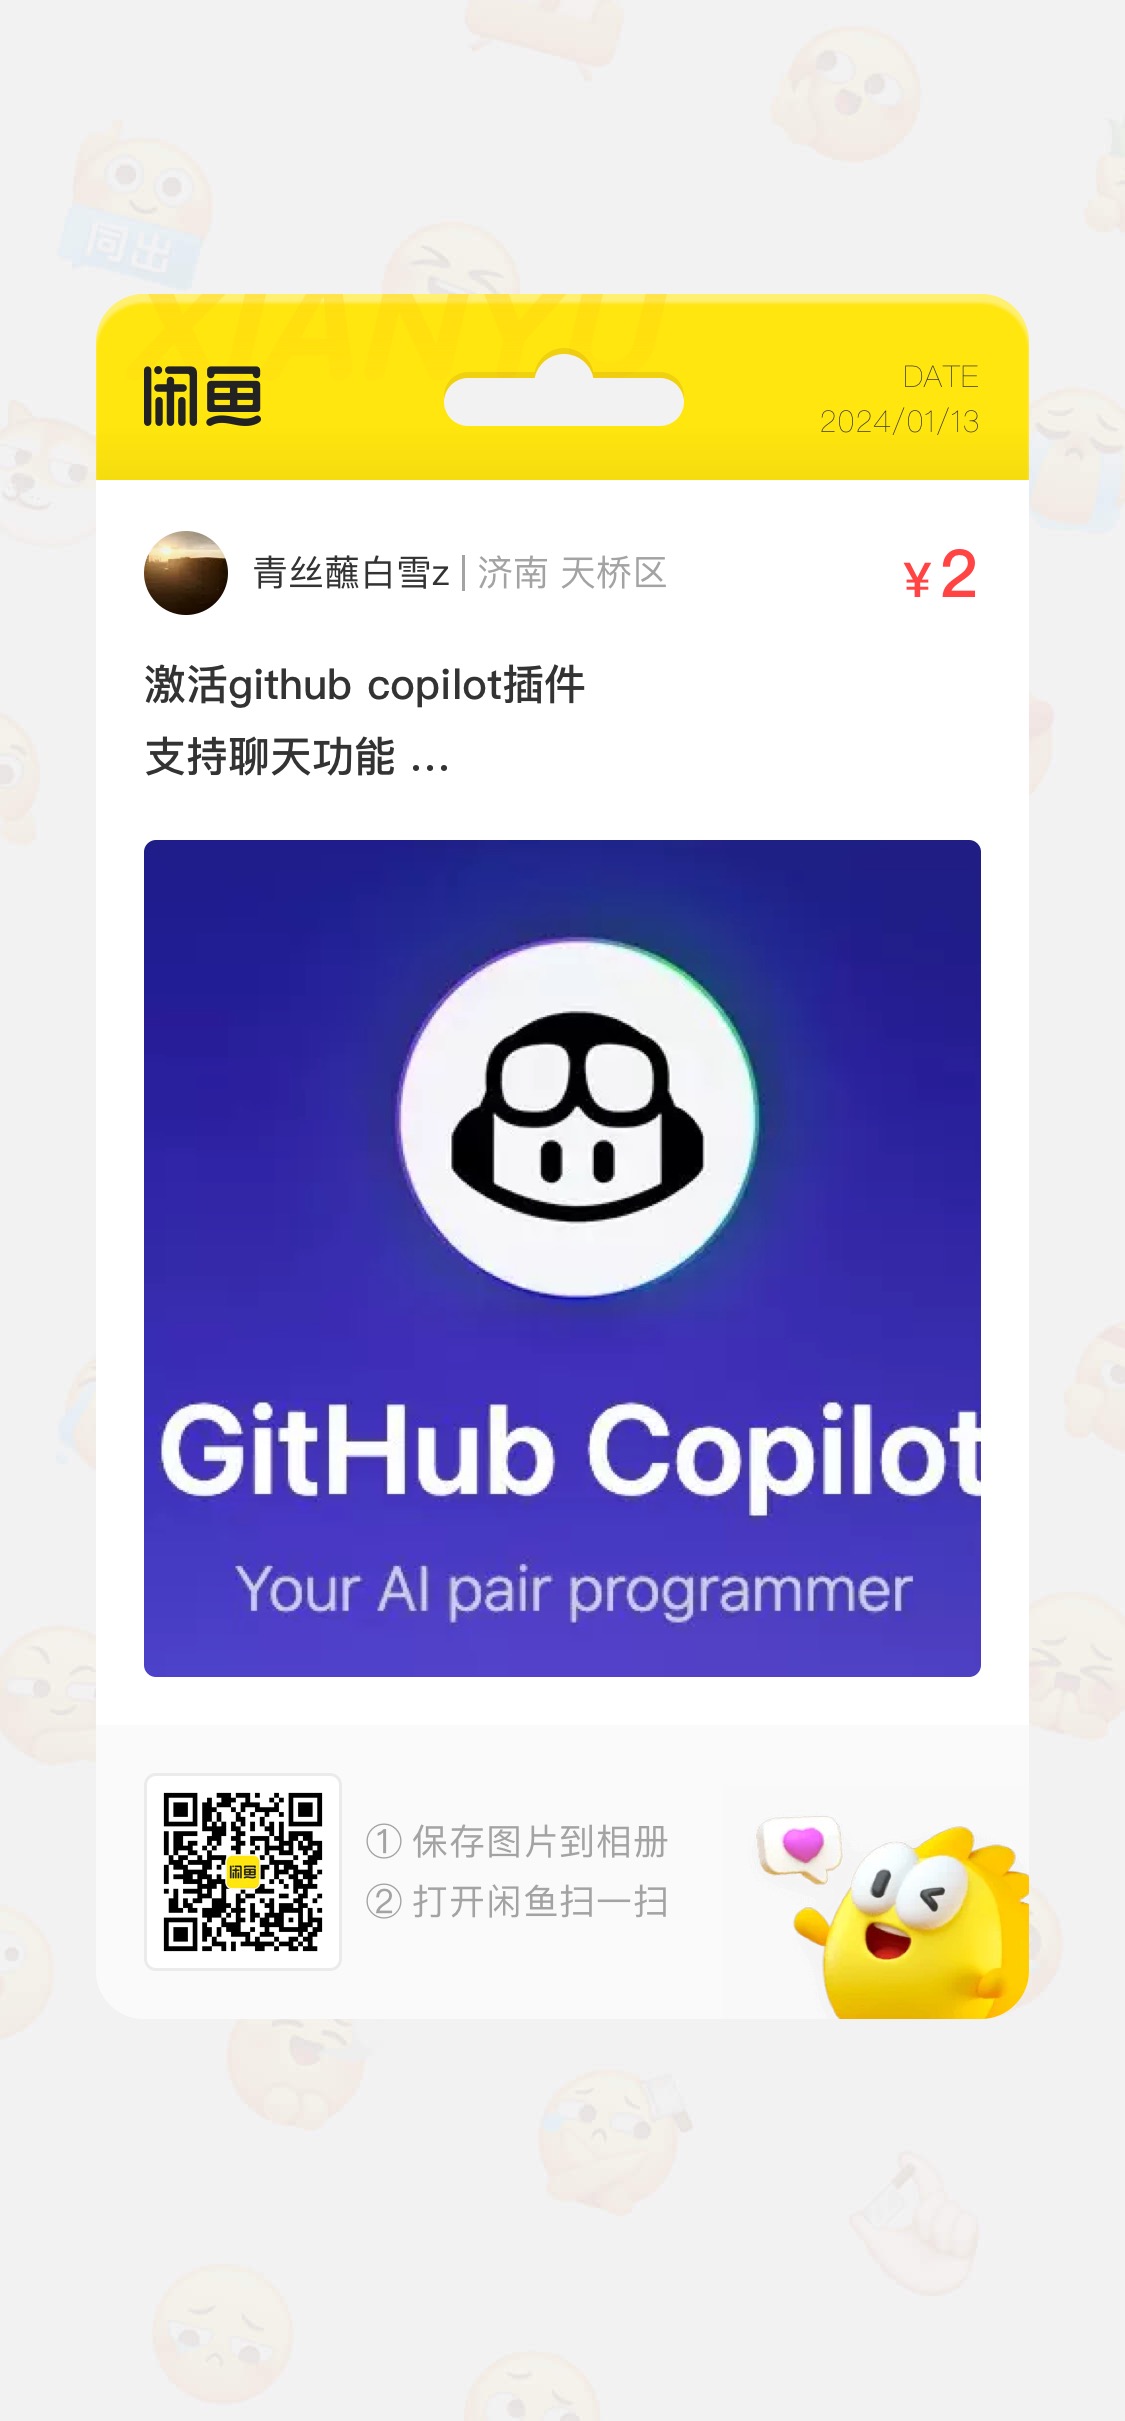 同出
XIANYU
闲鱼
DATE
2024/01/13
青丝蘸白雪z | 济南 天桥区
¥2
激活github copilot插件
支持聊天功能 ...
GitHub Copilot
Your AI pair programmer
闲鱼
① 保存图片到相册
② 打开闲鱼扫一扫